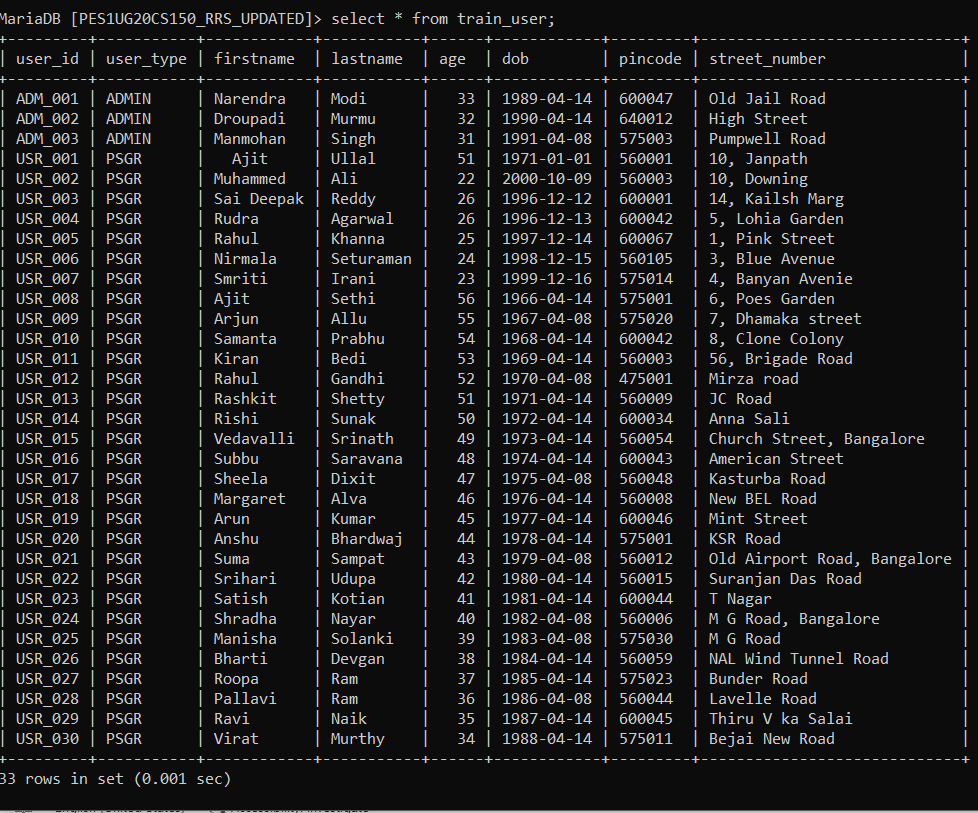 MariaDB [PES1UG20CS150_RRS_UPDATED]> select * from train_user;
+---------+-----------+------------+-----------+------+------------+---------+----------------------------+
| user_id | user_type | firstname  | lastname   | age  | dob        | pincode | street_number              |
+---------+-----------+------------+-----------+------+------------+---------+----------------------------+
| ADM_001 | ADMIN     | Narendra   | Modi      |   33 | 1989-04-14 | 600047  | Old Jail Road              |
| ADM_002 | ADMIN     | Droupadi   | Murmu     |   32 | 1990-04-14 | 640012  | High Street                |
| ADM_003 | ADMIN     | Manmohan   | Singh     |   31 | 1991-04-08 | 575003  | Pumpwell Road              |
| USR_001 | PSGR      |   Ajit     | Ullal     |   51 | 1971-01-01 | 560001  | 10, Janpath                |
| USR_002 | PSGR      | Muhammed   | Ali       |   22 | 2000-10-09 | 560003  | 10, Downing                |
| USR_003 | PSGR      | Sai Deepak | Reddy     |   26 | 1996-12-12 | 600001  | 14, Kailsh Marg            |
| USR_004 | PSGR      | Rudra      | Agarwal   |   26 | 1996-12-13 | 600042  | 5, Lohia Garden            |
| USR_005 | PSGR      | Rahul      | Khanna    |   25 | 1997-12-14 | 600067  | 1, Pink Street             |
| USR_006 | PSGR      | Nirmala    | Seturaman |   24 | 1998-12-15 | 560105  | 3, Blue Avenue             |
| USR_007 | PSGR      | Smriti     | Irani     |   23 | 1999-12-16 | 575014  | 4, Banyan Avenie           |
| USR_008 | PSGR      | Ajit       | Sethi     |   56 | 1966-04-14 | 575001  | 6, Poes Garden             |
| USR_009 | PSGR      | Arjun      | Allu      |   55 | 1967-04-08 | 575020  | 7, Dhamaka street          |
| USR_010 | PSGR      | Samanta    | Prabhu    |   54 | 1968-04-14 | 600042  | 8, Clone Colony            |
| USR_011 | PSGR      | Kiran      | Bedi      |   53 | 1969-04-14 | 560003  | 56, Brigade Road           |
| USR_012 | PSGR      | Rahul      | Gandhi    |   52 | 1970-04-08 | 475001  | Mirza road                 |
| USR_013 | PSGR      | Rashkit    | Shetty    |   51 | 1971-04-14 | 560009  | JC Road                    |
| USR_014 | PSGR      | Rishi      | Sunak     |   50 | 1972-04-14 | 600034  | Anna Sali                  |
| USR_015 | PSGR      | Vedavalli  | Srinath   |   49 | 1973-04-14 | 560054  | Church Street, Bangalore   |
| USR_016 | PSGR      | Subbu      | Saravana  |   48 | 1974-04-14 | 600043  | American Street            |
| USR_017 | PSGR      | Sheela     | Dixit     |   47 | 1975-04-08 | 560048  | Kasturba Road              |
| USR_018 | PSGR      | Margaret   | Alva      |   46 | 1976-04-14 | 560008  | New BEL Road               |
| USR_019 | PSGR      | Arun       | Kumar     |   45 | 1977-04-14 | 600046  | Mint Street                |
| USR_020 | PSGR      | Anshu      | Bhardwaj  |   44 | 1978-04-14 | 575001  | KSR Road                   |
| USR_021 | PSGR      | Suma       | Sampat    |   43 | 1979-04-08 | 560012  | Old Airport Road, Bangalore |
| USR_022 | PSGR      | Srihari    | Udupa     |   42 | 1980-04-14 | 560015  | Suranjan Das Road          |
| USR_023 | PSGR      | Satish     | Kotian    |   41 | 1981-04-14 | 600044  | T Nagar                    |
| USR_024 | PSGR      | Shradha    | Nayar     |   40 | 1982-04-08 | 560006  | M G Road, Bangalore        |
| USR_025 | PSGR      | Manisha    | Solanki   |   39 | 1983-04-08 | 575030  | M G Road                   |
| USR_026 | PSGR      | Bharti     | Devgan    |   38 | 1984-04-14 | 560059  | NAL Wind Tunnel Road       |
| USR_027 | PSGR      | Roopa      | Ram       |   37 | 1985-04-14 | 575023  | Bunder Road                |
| USR_028 | PSGR      | Pallavi    | Ram       |   36 | 1986-04-08 | 560044  | Lavelle Road               |
| USR_029 | PSGR      | Ravi       | Naik      |   35 | 1987-04-14 | 600045  | Thiru V ka Salai           |
| USR_030 | PSGR      | Virat      | Murthy    |   34 | 1988-04-14 | 575011  | Bejai New Road             |
+---------+-----------+------------+-----------+------+------------+---------+----------------------------+
33 rows in set (0.001 sec)